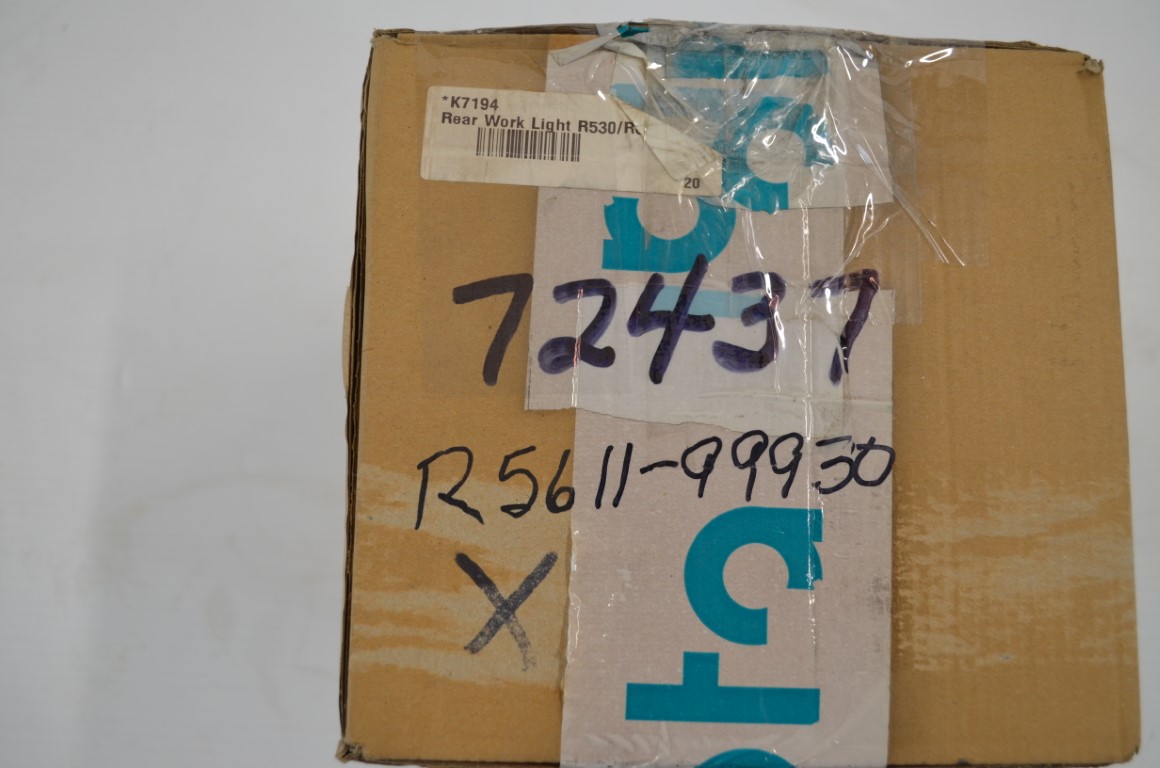 *K7194
Rear Work Light R530/R
20
72437
R5611-99930
X